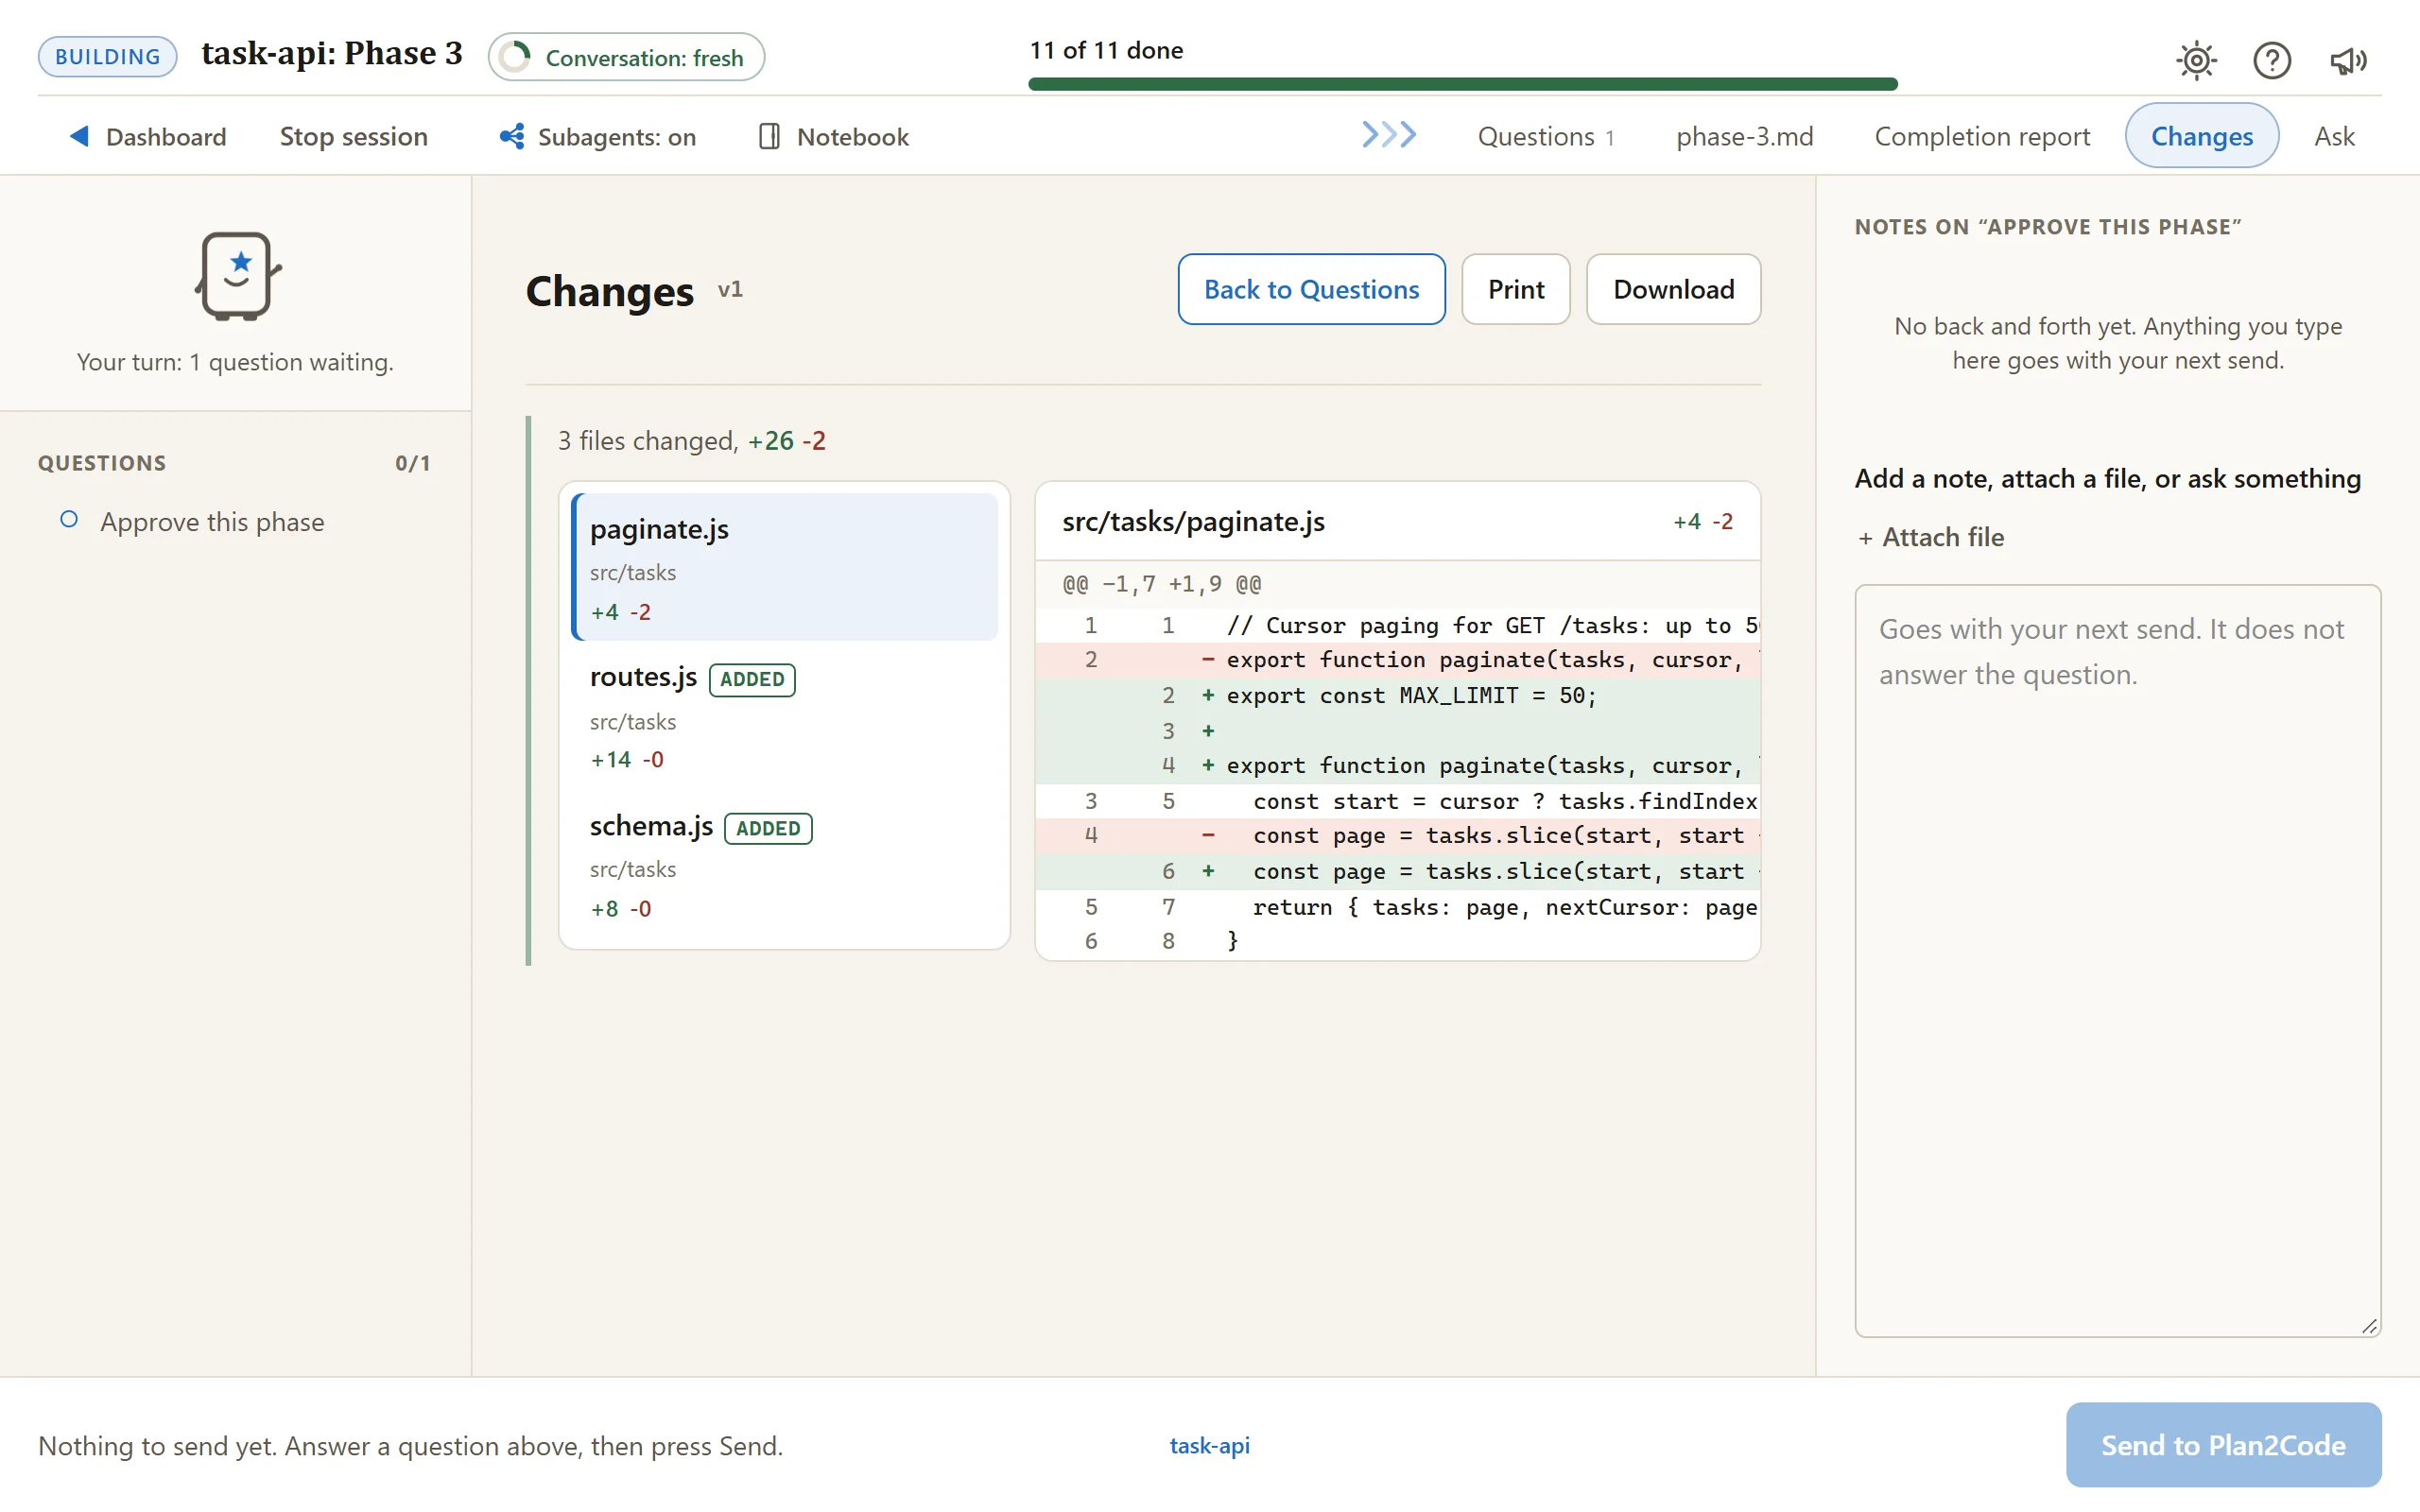 BUILDING
task-api: Phase 3
Conversation: fresh
11 of 11 done
Dashboard
Stop session
Subagents: on
Notebook
Questions 1
phase-3.md
Completion report
Changes
Ask
Your turn: 1 question waiting.
QUESTIONS 0/1
Approve this phase
Changes v1
Back to Questions
Print
Download
3 files changed, +26 -2
paginate.js
src/tasks
+4 -2
routes.js ADDED
src/tasks
+14 -0
schema.js ADDED
src/tasks
+8 -0
src/tasks/paginate.js +4 -2
@@ −1,7 +1,9 @@
1 1 // Cursor paging for GET /tasks: up to
2 − export function paginate(tasks, cursor,
2 + export const MAX_LIMIT = 50;
3 +
4 + export function paginate(tasks, cursor,
3 5 const start = cursor ? tasks.findIndex
4 − const page = tasks.slice(start, start
6 + const page = tasks.slice(start, start
5 7 return { tasks: page, nextCursor: page
6 8 }
NOTES ON “APPROVE THIS PHASE”
No back and forth yet. Anything you type
here goes with your next send.
Add a note, attach a file, or ask something
+ Attach file
Goes with your next send. It does not
answer the question.
Nothing to send yet. Answer a question above, then press Send.
task-api
Send to Plan2Code